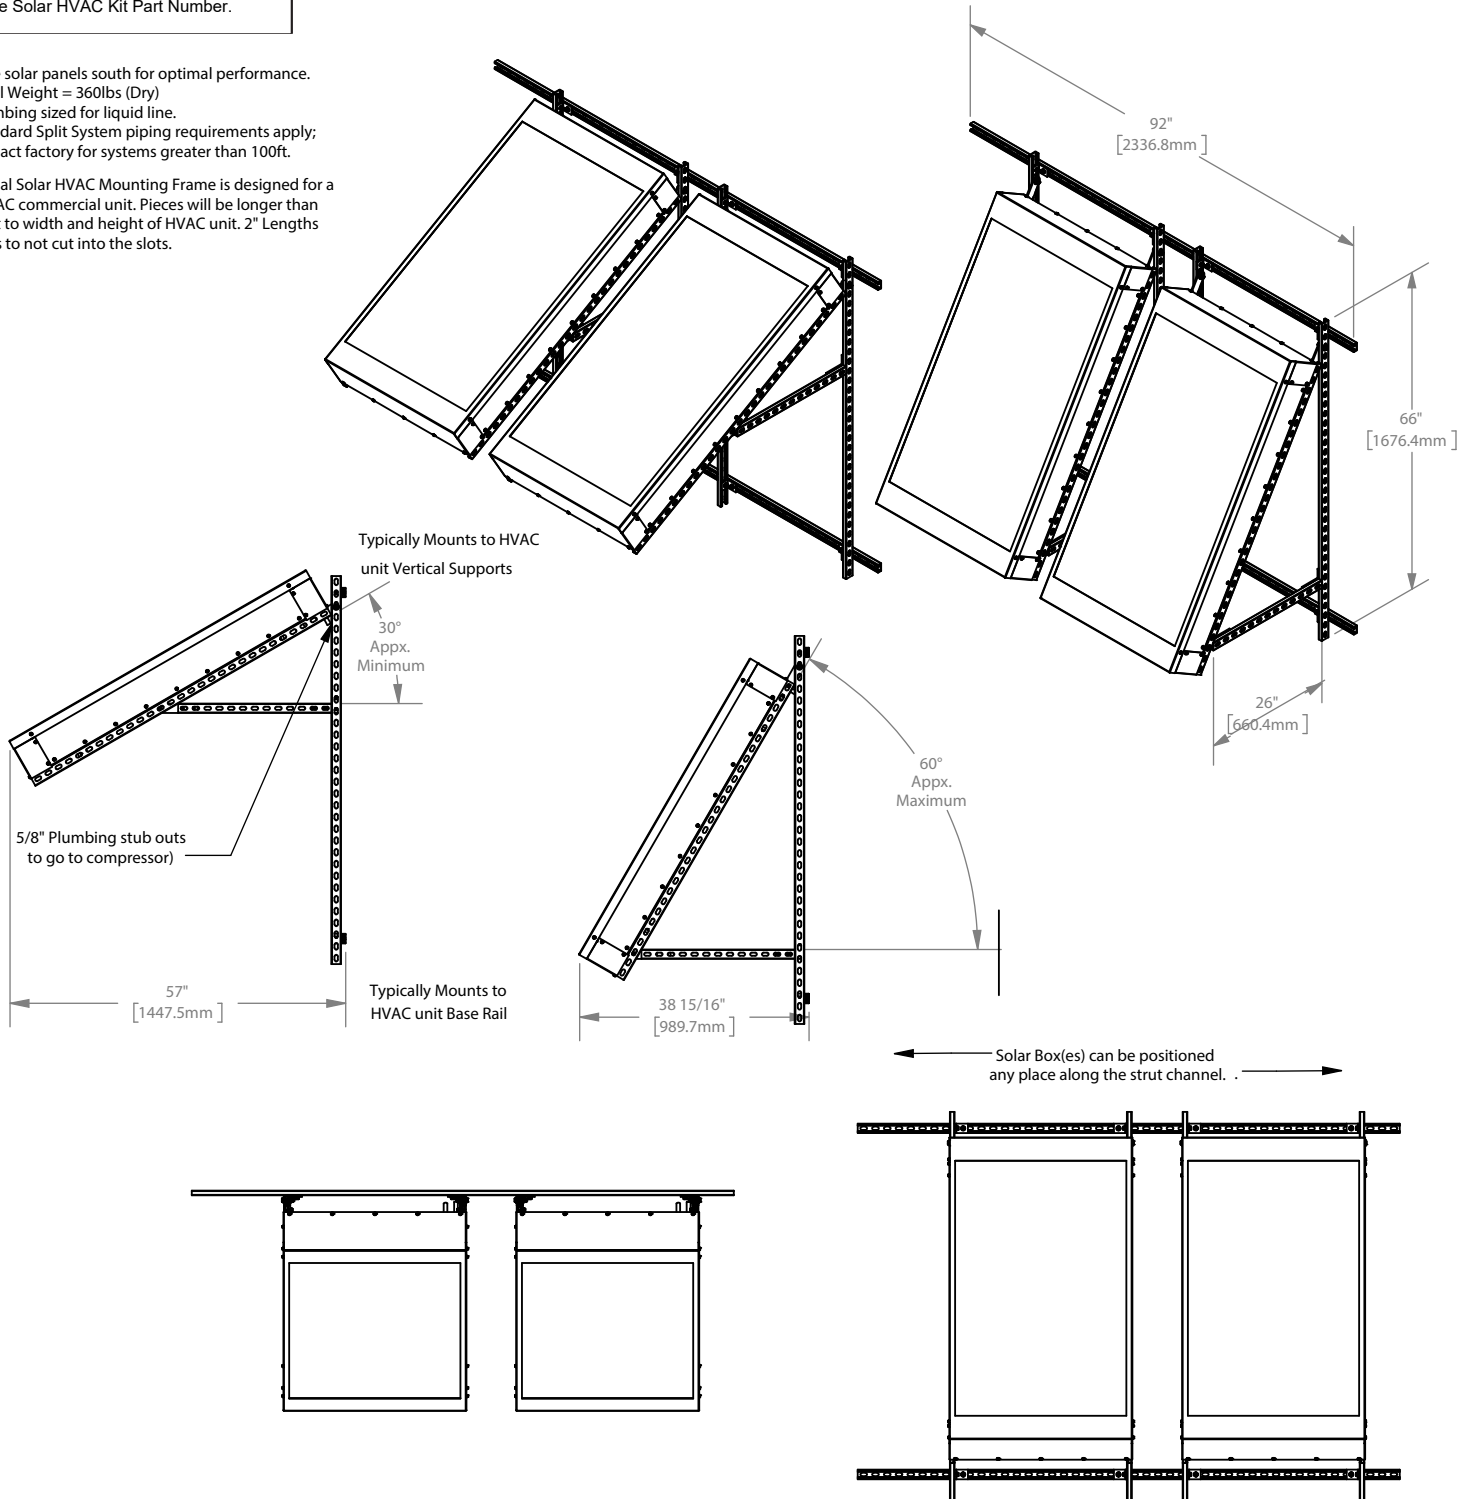 e Solar HVAC Kit Part Number.
solar panels south for optimal performance.
l Weight = 360lbs (Dry)
nbing sized for liquid line.
dard Split System piping requirements apply;
act factory for systems greater than 100ft.
al Solar HVAC Mounting Frame is designed for a
AC commercial unit. Pieces will be longer than
t to width and height of HVAC unit. 2" Lengths
s to not cut into the slots.
92"
[2336.8mm]
66"
[1676.4mm]
26"
[660.4mm]
Typically Mounts to HVAC
unit Vertical Supports
30°
Appx.
Minimum
5/8" Plumbing stub outs
to go to compressor)
57"
[1447.5mm]
Typically Mounts to
HVAC unit Base Rail
60°
Appx.
Maximum
38 15/16"
[989.7mm]
Solar Box(es) can be positioned
any place along the strut channel. .